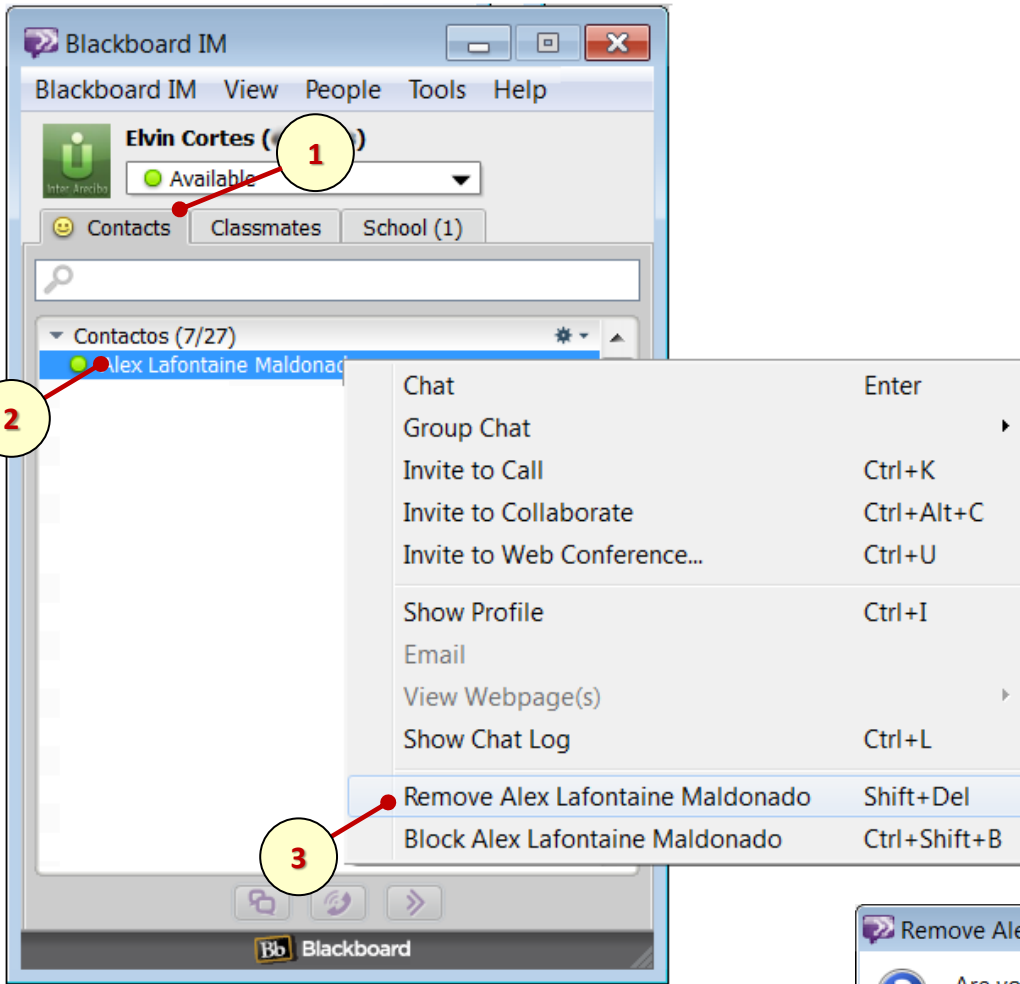 Blackboard IM
Blackboard IM View People Tools Help
Elvin Cortes ( )
Available
Inter Arecibo
1
Contacts Classmates School (1)
Contactos (7/27)
Alex Lafontaine
2
Chat Enter
Group Chat
Invite to Call Ctrl+K
Invite to Collaborate Ctrl+Alt+C
Invite to Web Conference... Ctrl+U
Show Profile Ctrl+I
Email
View Webpage(s)
Show Chat Log Ctrl+L
Remove Alex Lafontaine Maldonado Shift+Del
Block Alex Lafontaine Maldonado Ctrl+Shift+B
3
Bb Blackboard
Remove